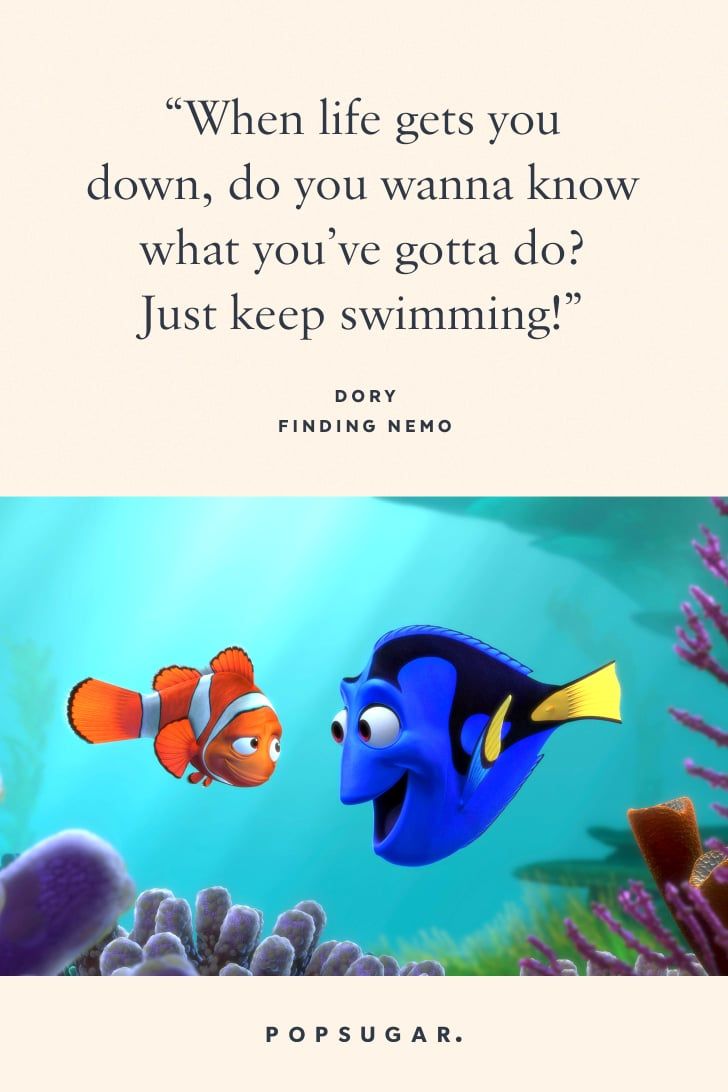 “When life gets you
down, do you wanna know
what you’ve gotta do?
Just keep swimming!”
DORY
FINDING NEMO
POPSUGAR.